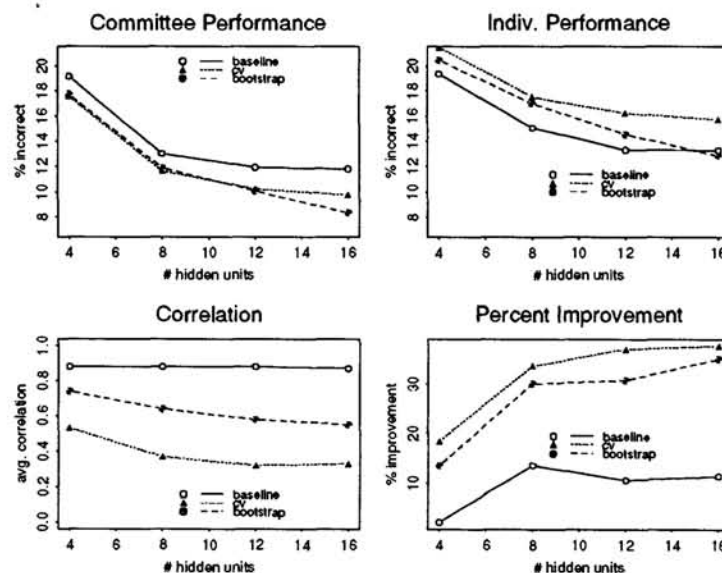 Committee Performance
% incorrect
20
18
16
14
12
10
8
baseline
cv
bootstrap
4 6 8 10 12 14 16
# hidden units
Indiv. Performance
% incorrect
20
18
16
14
12
10
8
baseline
cv
bootstrap
4 6 8 10 12 14 16
# hidden units
Correlation
avg. correlation
1.0
0.8
0.6
0.4
0.2
0.0
baseline
cv
bootstrap
4 6 8 10 12 14 16
# hidden units
Percent Improvement
% improvement
30
20
10
baseline
cv
bootstrap
4 6 8 10 12 14 16
# hidden units